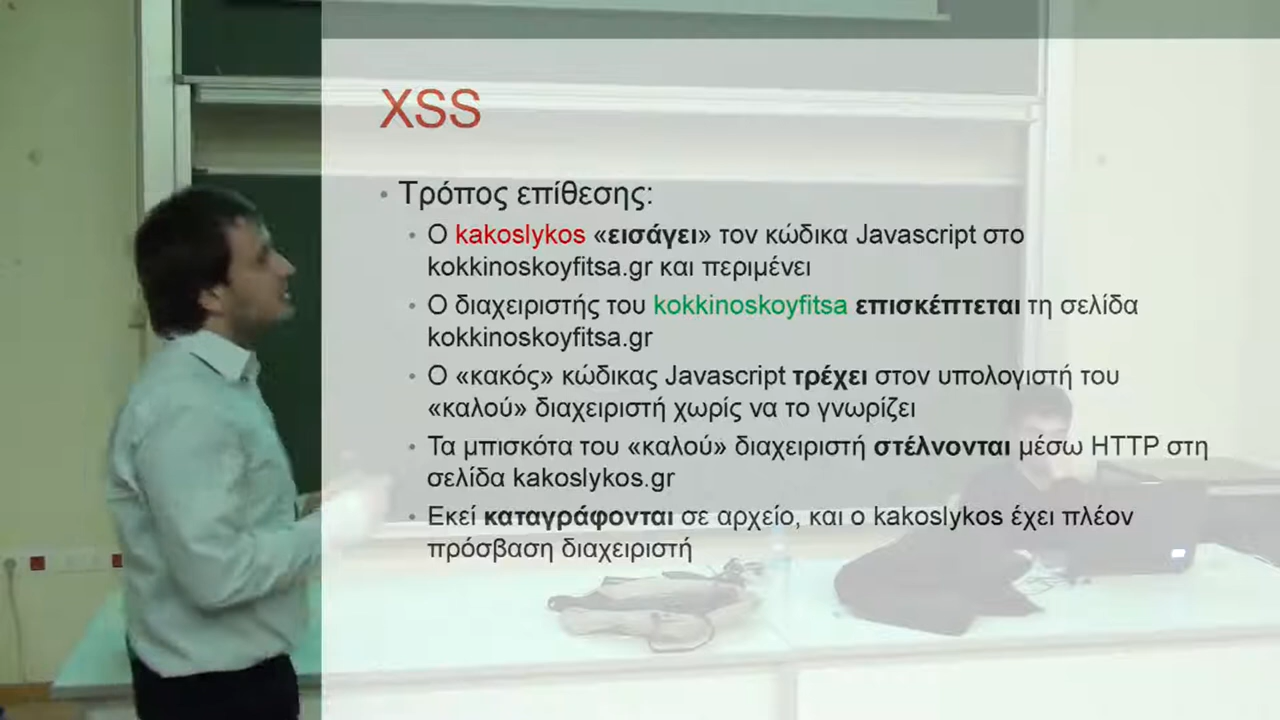 XSS
• Τρόπος επίθεσης:
• Ο kakoslykos «εισάγει» τον κώδικα Javascript στο
kokkinoskoyfitsa.gr και περιμένει
• Ο διαχειριστής του kokkinoskoyfitsa επισκέπτεται τη σελίδα
kokkinoskoyfitsa.gr
• Ο «κακός» κώδικας Javascript τρέχει στον υπολογιστή του
«καλού» διαχειριστή χωρίς να το γνωρίζει
• Τα μπισκότα του «καλού» διαχειριστή στέλνονται μέσω HTTP στη
σελίδα kakoslykos.gr
• Εκεί καταγράφονται σε αρχείο, και ο kakoslykos έχει πλέον
πρόσβαση διαχειριστή